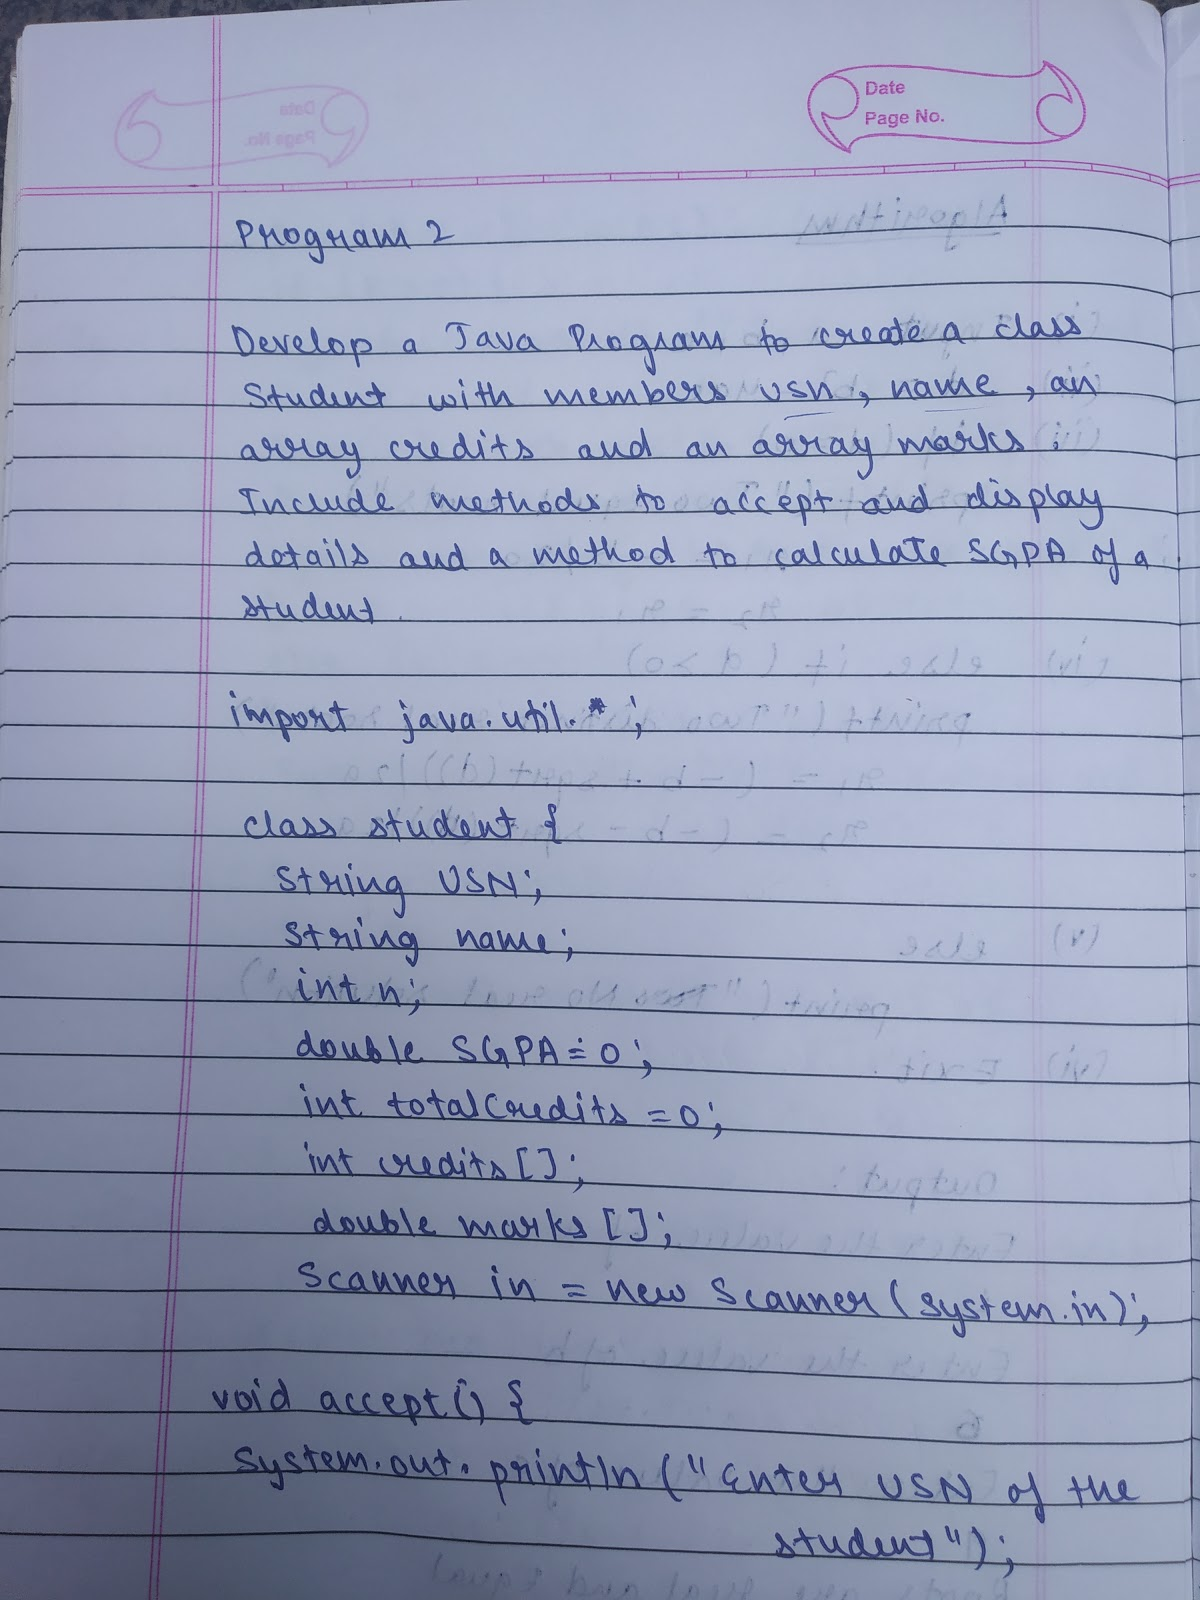 Date
Page No.
Program 2
Develop a Java Program to create a class
Student with members usn, name, an
array credits and an array marks.
Include methods to accept and display
details and a method to calculate SGPA of a
student.
import java.util.*;
class student {
String USN;
String name;
int n;
double SGPA = 0;
int totalCredits = 0;
int credits[];
double marks[];
Scanner in = new Scanner(system.in);
void accept() {
system.out.println("Enter USN of the
student");